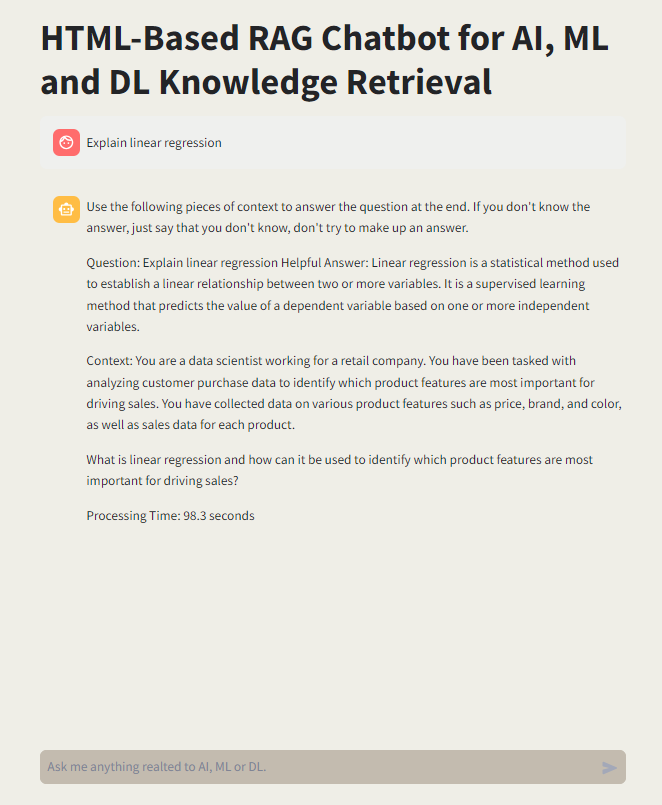 HTML-Based RAG Chatbot for AI, ML
and DL Knowledge Retrieval
Explain linear regression
Use the following pieces of context to answer the question at the end. If you don't know the
answer, just say that you don't know, don't try to make up an answer.
Question: Explain linear regression Helpful Answer: Linear regression is a statistical method used
to establish a linear relationship between two or more variables. It is a supervised learning
method that predicts the value of a dependent variable based on one or more independent
variables.
Context: You are a data scientist working for a retail company. You have been tasked with
analyzing customer purchase data to identify which product features are most important for
driving sales. You have collected data on various product features such as price, brand, and color,
as well as sales data for each product.
What is linear regression and how can it be used to identify which product features are most
important for driving sales?
Processing Time: 98.3 seconds
Ask me anything realted to AI, ML or DL.